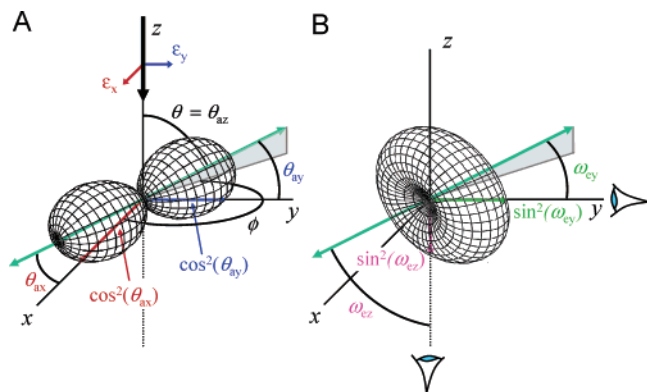 A
z
εy
εx
θ = θaz
θay
y
ϕ
cos²(θay)
θax
cos²(θax)
x
B
z
ωey
y
sin²(ωey)
sin²(ωez)
x
ωez